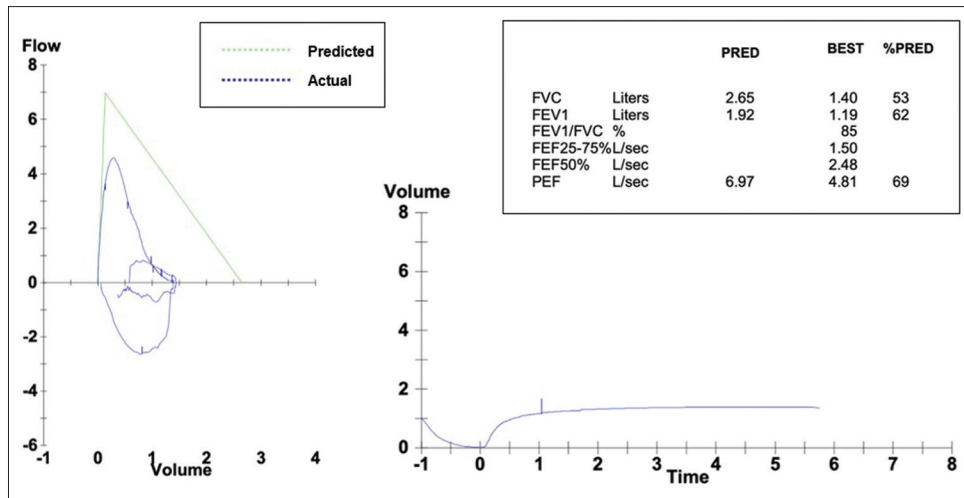 Flow
8
6
4
2
0
-2
-4
-6
-1 0 1 2 3 4
Volume
Predicted
Actual
PRED BEST %PRED
FVC Liters 2.65 1.40 53
FEV1 Liters 1.92 1.19 62
FEV1/FVC % 85
FEF25-75% L/sec 1.50
FEF50% L/sec 2.48
PEF L/sec 6.97 4.81 69
Volume
8
6
4
2
0
-1 0 1 2 3 4 5 6 7 8
Time